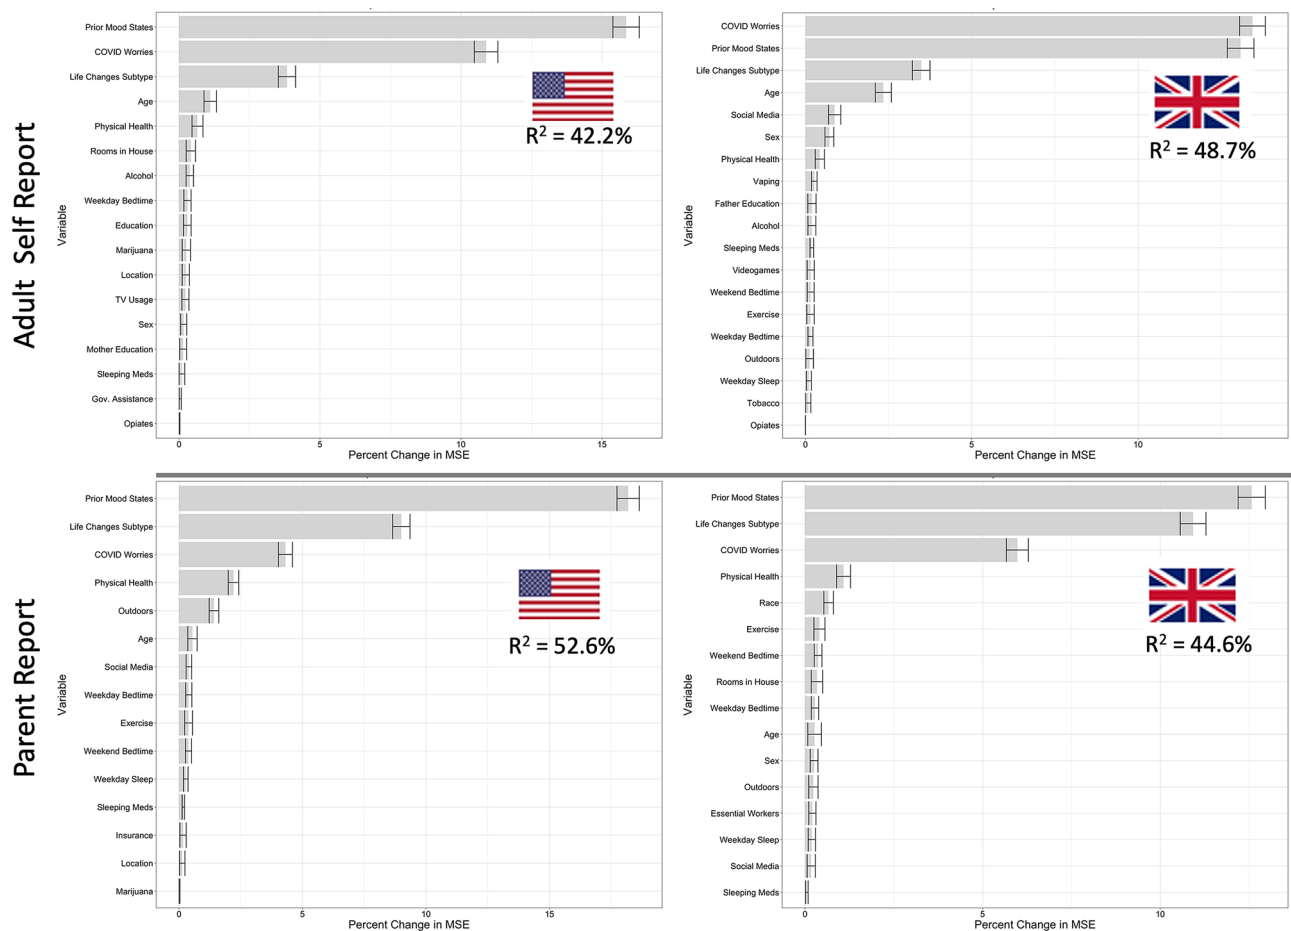 Adult Self Report
Variable
Prior Mood States
COVID Worries
Life Changes Subtype
Age
Physical Health
Rooms in House
Alcohol
Weekday Bedtime
Education
Marijuana
Location
TV Usage
Sex
Mother Education
Sleeping Meds
Gov. Assistance
Opiates
R² = 42.2%
0 5 10 15
Percent Change in MSE
Variable
COVID Worries
Prior Mood States
Life Changes Subtype
Age
Social Media
Sex
Physical Health
Vaping
Father Education
Alcohol
Sleeping Meds
Videogames
Weekend Bedtime
Exercise
Weekday Bedtime
Outdoors
Weekday Sleep
Tobacco
Opiates
R² = 48.7%
0 5 10
Percent Change in MSE
Parent Report
Variable
Prior Mood States
Life Changes Subtype
COVID Worries
Physical Health
Outdoors
Age
Social Media
Weekday Bedtime
Exercise
Weekend Bedtime
Weekday Sleep
Sleeping Meds
Insurance
Location
Marijuana
R² = 52.6%
0 5 10 15
Percent Change in MSE
Variable
Prior Mood States
Life Changes Subtype
COVID Worries
Physical Health
Race
Exercise
Weekend Bedtime
Rooms in House
Weekday Bedtime
Age
Sex
Outdoors
Essential Workers
Weekday Sleep
Social Media
Sleeping Meds
R² = 44.6%
0 5 10
Percent Change in MSE